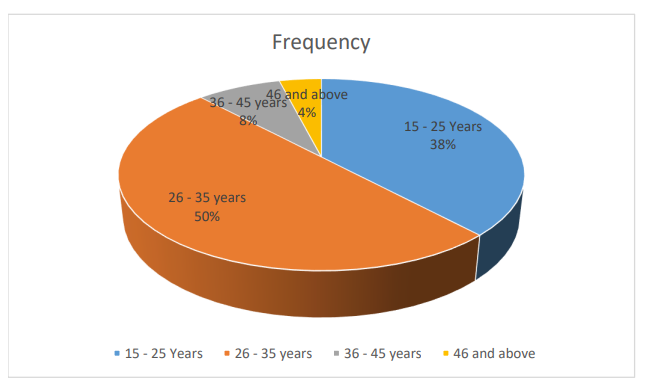 Frequency
46 and above
4%
36 - 45 years
8%
15 - 25 Years
38%
26 - 35 years
50%
15 - 25 Years 26 - 35 years 36 - 45 years 46 and above